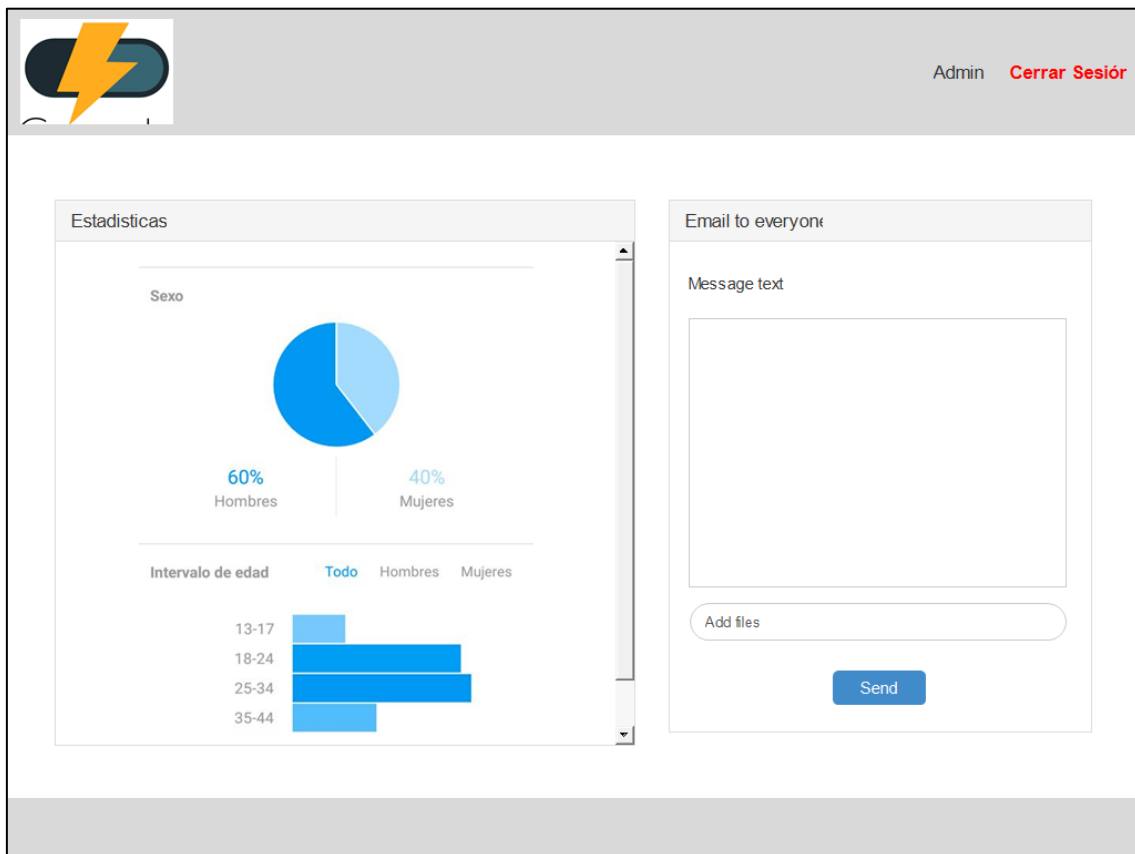 Admin Cerrar Sesiór
Estadisticas
Sexo
60% 40%
Hombres Mujeres
Intervalo de edad Todo Hombres Mujeres
13-17
18-24
25-34
35-44
Email to everyone
Message text
Add files
Send